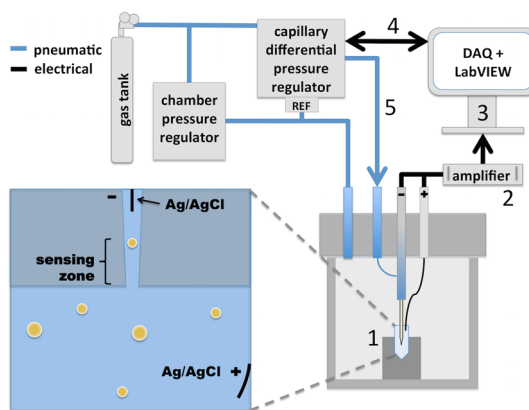 pneumatic
electrical
gas tank
capillary
differential
pressure
regulator
REF
chamber
pressure
regulator
4
5
DAQ +
LabVIEW
3
amplifier
2
- +
1
-
Ag/AgCl
sensing
zone
Ag/AgCl +